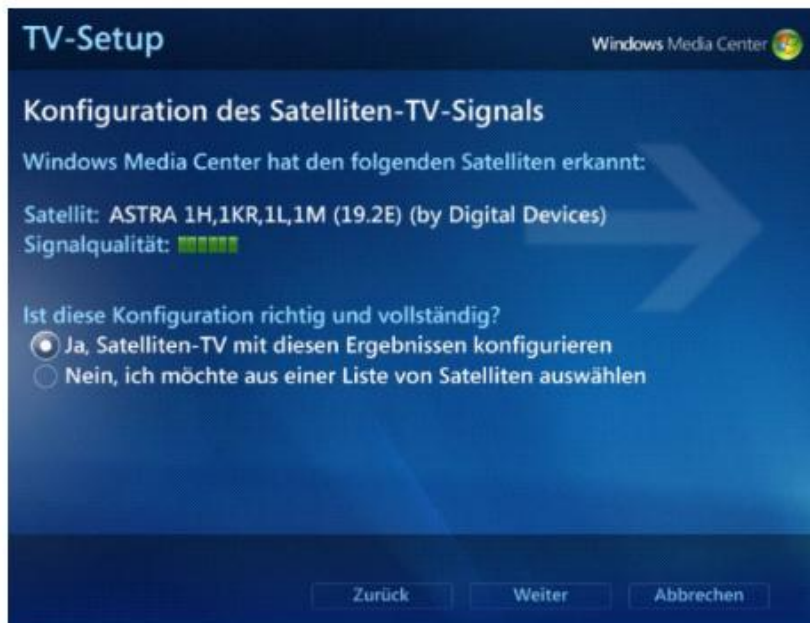 TV-Setup
Windows Media Center
Konfiguration des Satelliten-TV-Signals
Windows Media Center hat den folgenden Satelliten erkannt:
Satellit: ASTRA 1H,1KR,1L,1M (19.2E) (by Digital Devices)
Signalqualität:
Ist diese Konfiguration richtig und vollständig?
Ja, Satelliten-TV mit diesen Ergebnissen konfigurieren
Nein, ich möchte aus einer Liste von Satelliten auswählen
Zurück
Weiter
Abbrechen